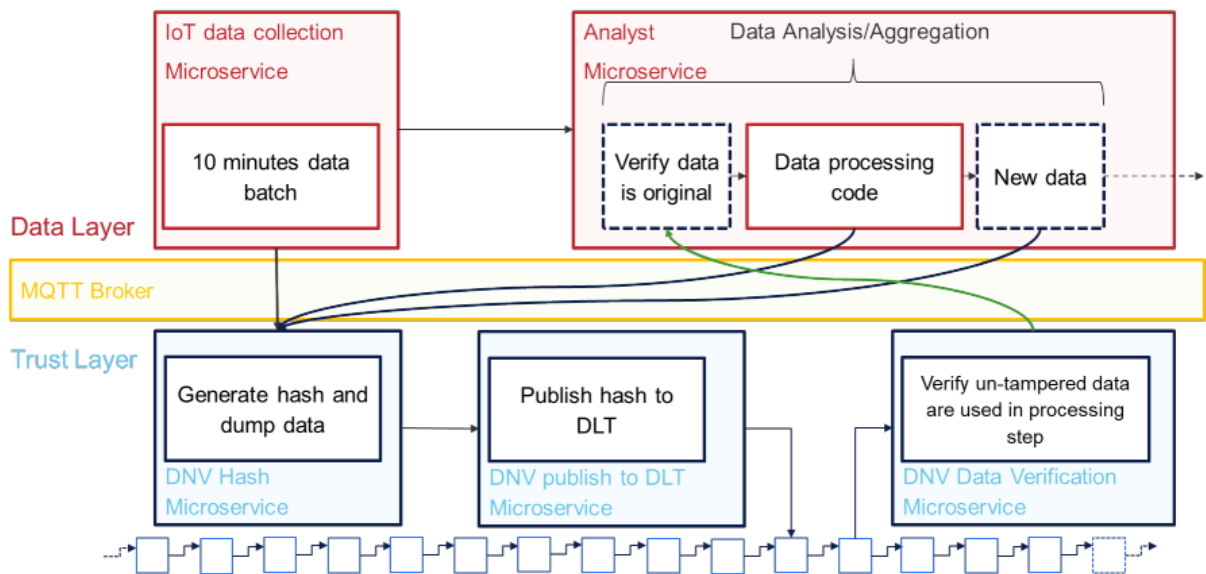 IoT data collection
Microservice
10 minutes data
batch
Analyst
Microservice
Data Analysis/Aggregation
Verify data
is original
Data processing
code
New data
Data Layer
MQTT Broker
Trust Layer
Generate hash and
dump data
DNV Hash
Microservice
Publish hash to
DLT
DNV publish to DLT
Microservice
Verify un-tampered data
are used in processing
step
DNV Data Verification
Microservice